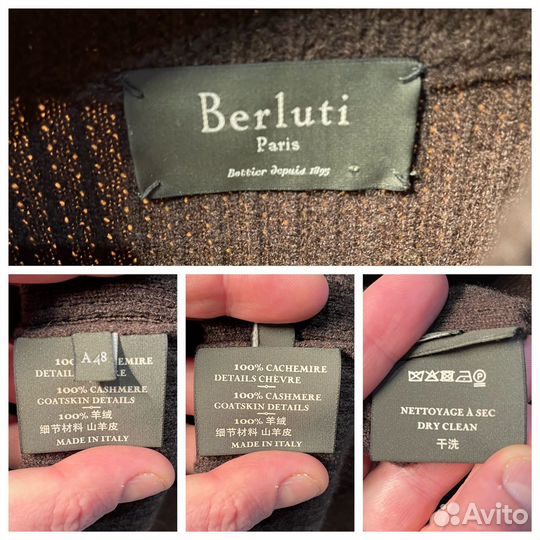 Berluti
Paris
Bottier depuis 1895
A 48
100% CACHEMIRE
DETAILS CHÈVRE
100% CASHMERE
GOATSKIN DETAILS
100% 羊绒
细节材料 山羊皮
MADE IN ITALY
100% CACHEMIRE
DETAILS CHÈVRE
100% CASHMERE
GOATSKIN DETAILS
100% 羊绒
细节材料 山羊皮
MADE IN ITALY
NETTOYAGE À SEC
DRY CLEAN
干洗
Avito